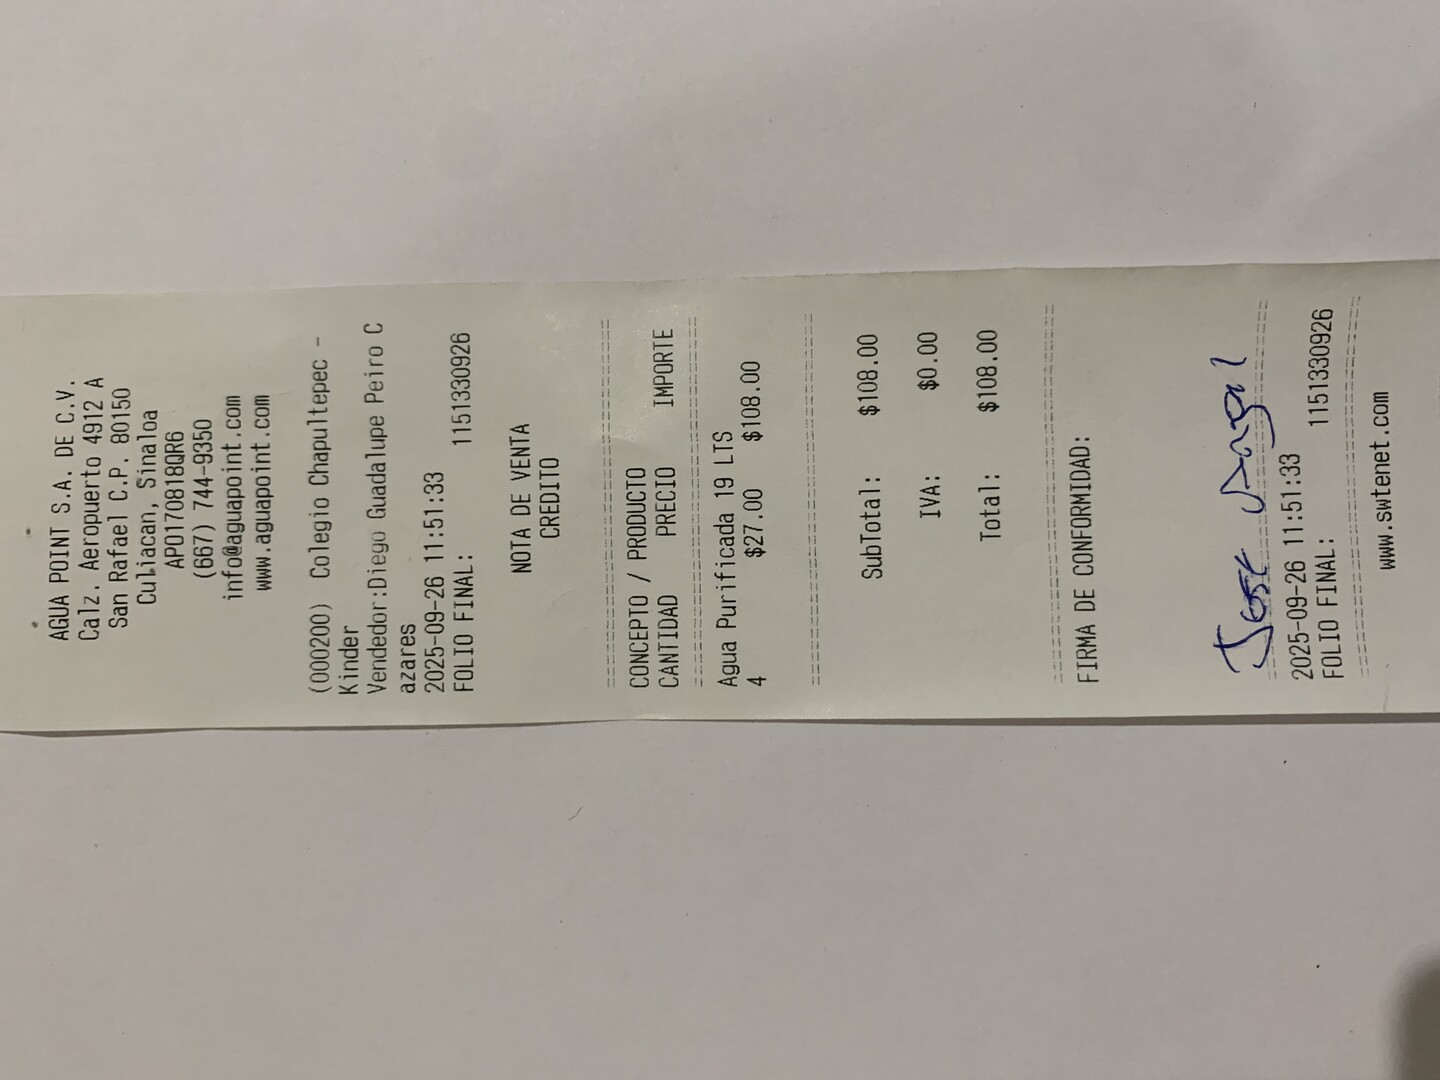 AGUA POINT S.A. DE C.V.
Calz. Aeropuerto 4912 A
San Rafael C.P. 80150
Culiacan, Sinaloa
APO170818QR6
(667) 744-9350
info@aguapoint.com
www.aguapoint.com
(000200) Colegio Chapultepec -
Kinder
Vendedor:Diego Guadalupe Peiro C
azares
2025-09-26 11:51:33
FOLIO FINAL: 1151330926
NOTA DE VENTA
CREDITO
CONCEPTO / PRODUCTO
CANTIDAD PRECIO IMPORTE
Agua Purificada 19 LTS
4 $27.00 $108.00
SubTotal: $108.00
IVA: $0.00
Total: $108.00
FIRMA DE CONFORMIDAD:
Jose Angel
2025-09-26 11:51:33
FOLIO FINAL: 1151330926
www.swtenet.com